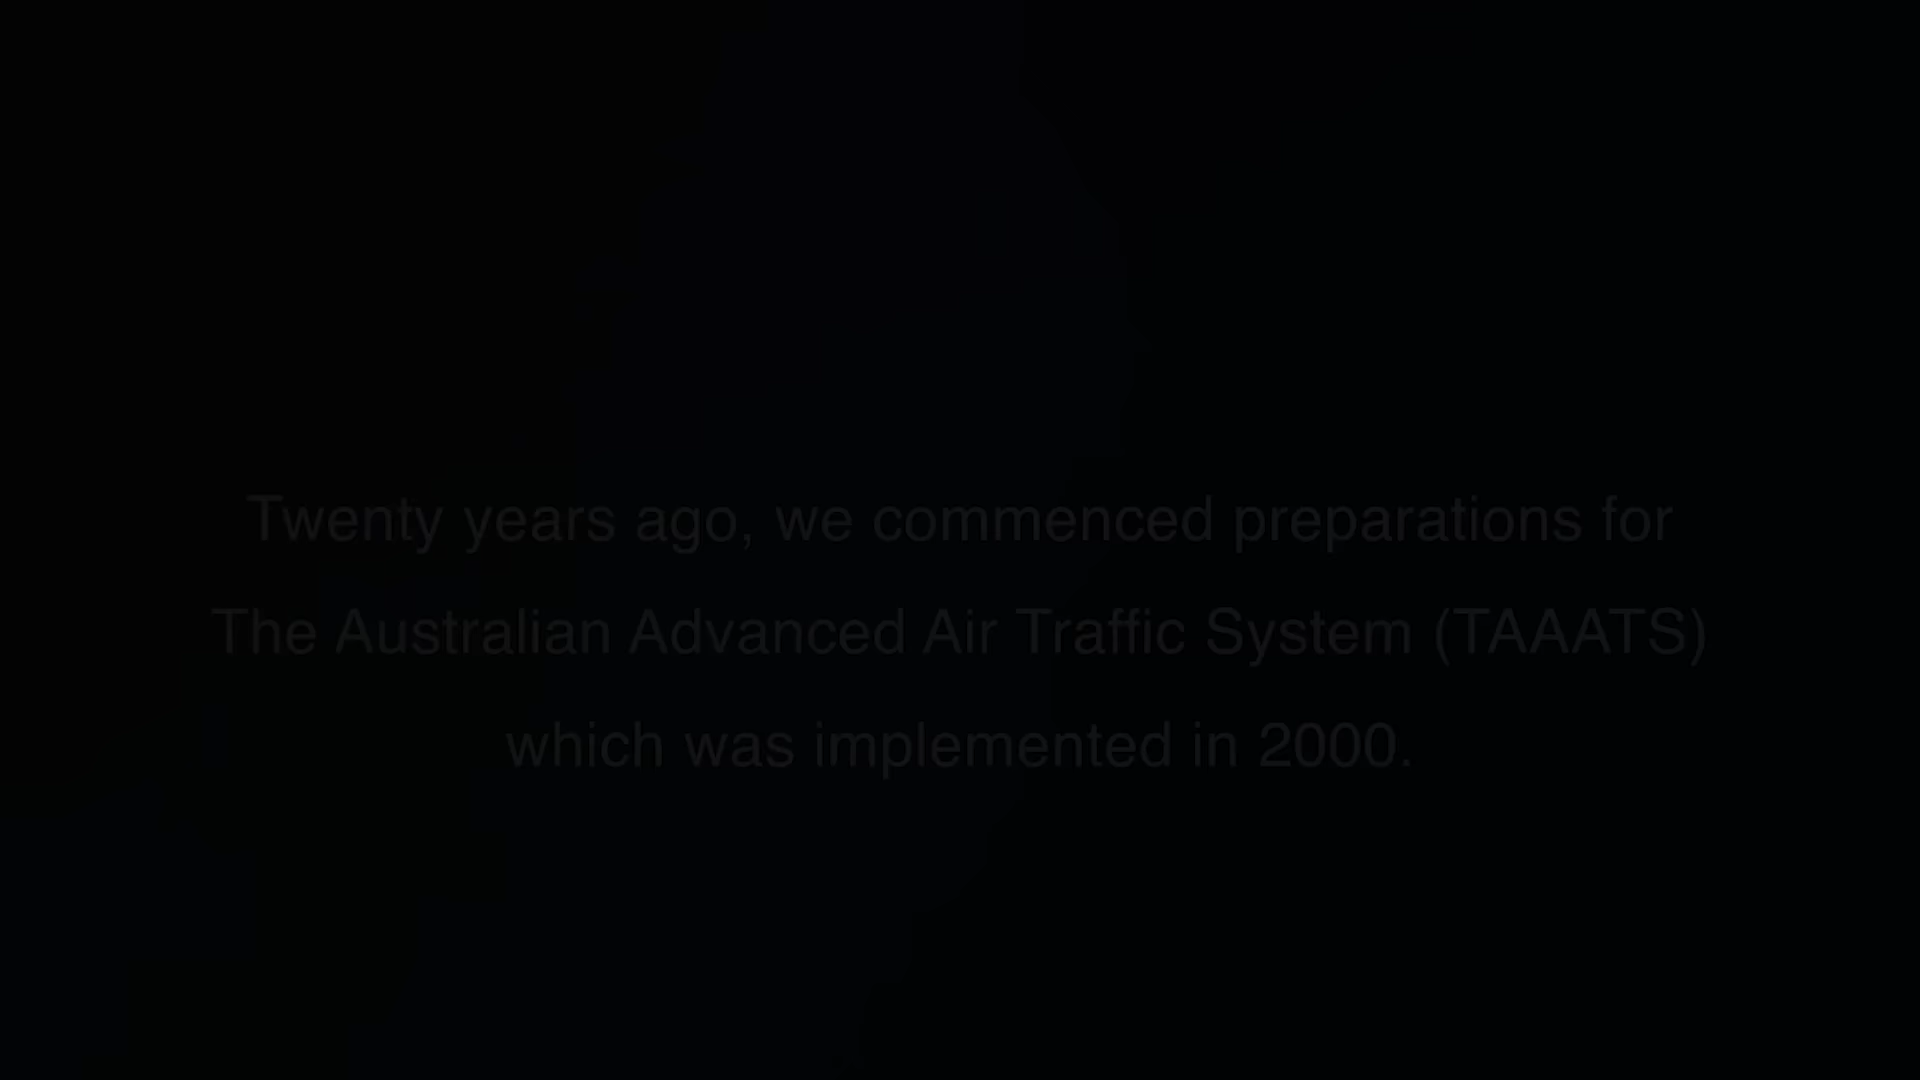 Twenty years ago, we commenced preparations for
The Australian Advanced Air Traffic System (TAAATS)
which was implemented in 2000.